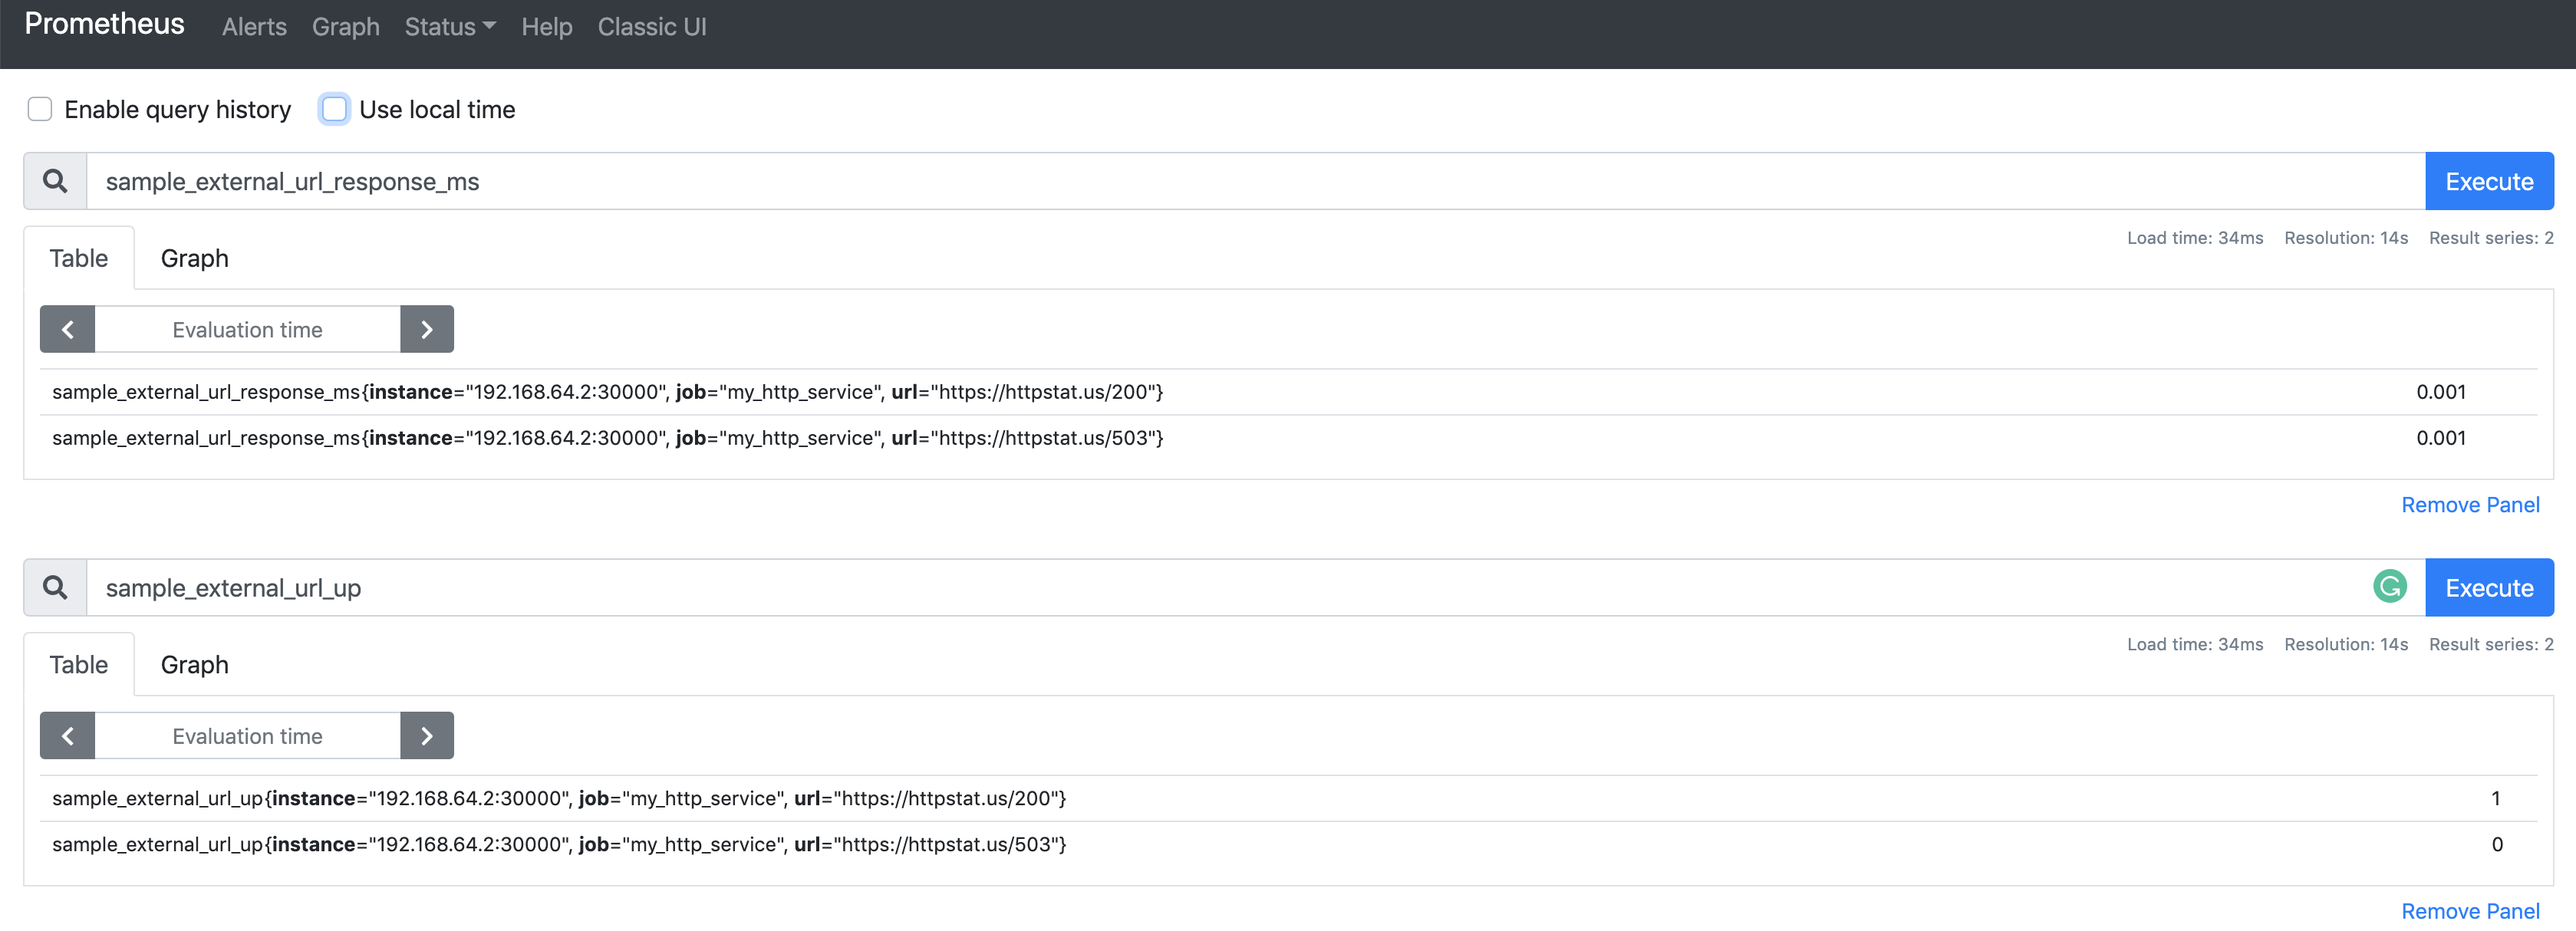 Prometheus Alerts Graph Status Help Classic UI
Enable query history Use local time
sample_external_url_response_ms Execute
Table Graph Load time: 34ms Resolution: 14s Result series: 2
Evaluation time
sample_external_url_response_ms{instance="192.168.64.2:30000", job="my_http_service", url="https://httpstat.us/200"} 0.001
sample_external_url_response_ms{instance="192.168.64.2:30000", job="my_http_service", url="https://httpstat.us/503"} 0.001
Remove Panel
sample_external_url_up Execute
Table Graph Load time: 34ms Resolution: 14s Result series: 2
Evaluation time
sample_external_url_up{instance="192.168.64.2:30000", job="my_http_service", url="https://httpstat.us/200"} 1
sample_external_url_up{instance="192.168.64.2:30000", job="my_http_service", url="https://httpstat.us/503"} 0
Remove Panel